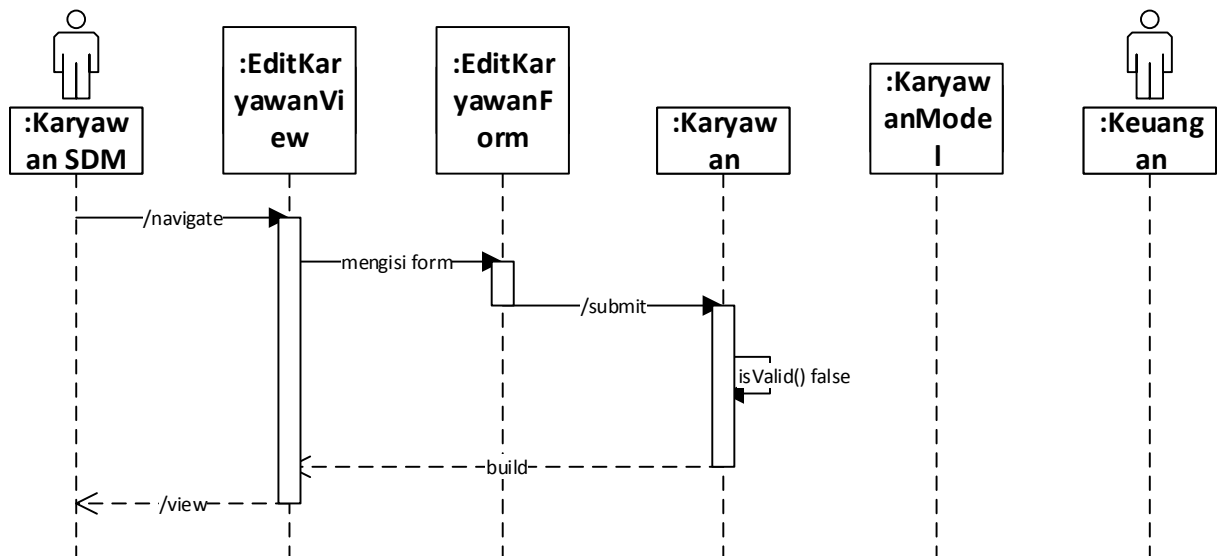 :Karyaw
an SDM
:EditKar
yawanVi
ew
:EditKar
yawanF
orm
:Karyaw
an
:Karyaw
anMode
l
:Keuang
an
/navigate
mengisi form
/submit
isValid() false
build
/view